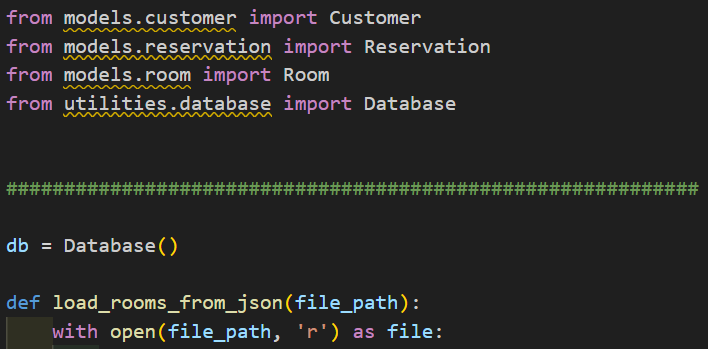 from models.customer import Customer
from models.reservation import Reservation
from models.room import Room
from utilities.database import Database
############################################################
db = Database()
def load_rooms_from_json(file_path):
with open(file_path, 'r') as file: